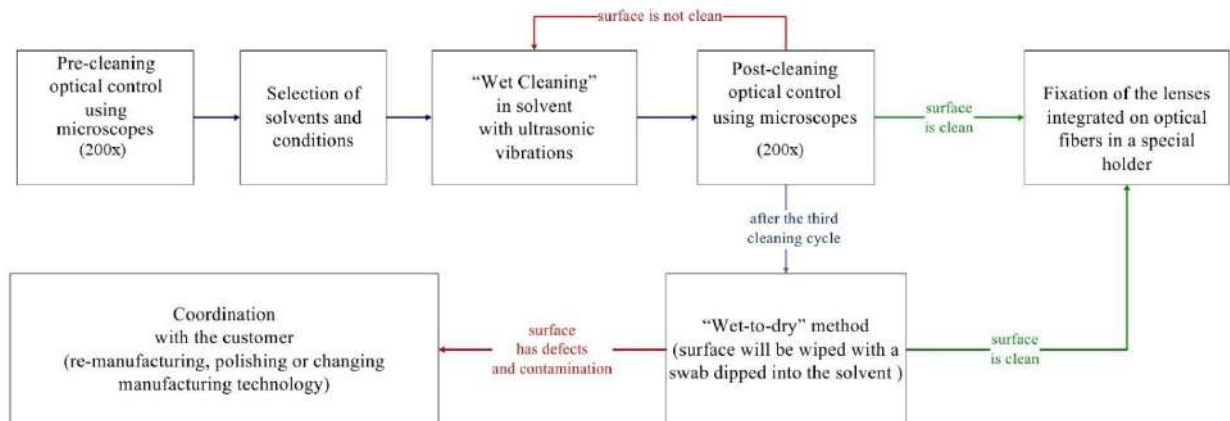 surface is not clean
Pre-cleaning
optical control
using
microscopes
(200x)
Selection of
solvents and
conditions
“Wet Cleaning”
in solvent
with ultrasonic
vibrations
Post-cleaning
optical control
using microscopes
(200x)
surface
is clean
Fixation of the lenses
integrated on optical
fibers in a special
holder
after the third
cleaning cycle
Coordination
with the customer
(re-manufacturing, polishing or changing
manufacturing technology)
surface
has defects
and contamination
“Wet-to-dry” method
(surface will be wiped with a
swab dipped into the solvent )
surface
is clean